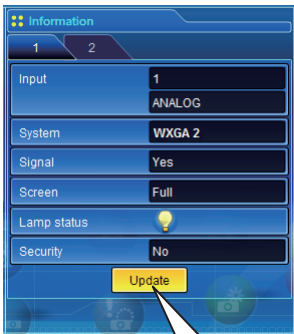 Information
1 2
Input 1
ANALOG
System WXGA 2
Signal Yes
Screen Full
Lamp status
Security No
Update